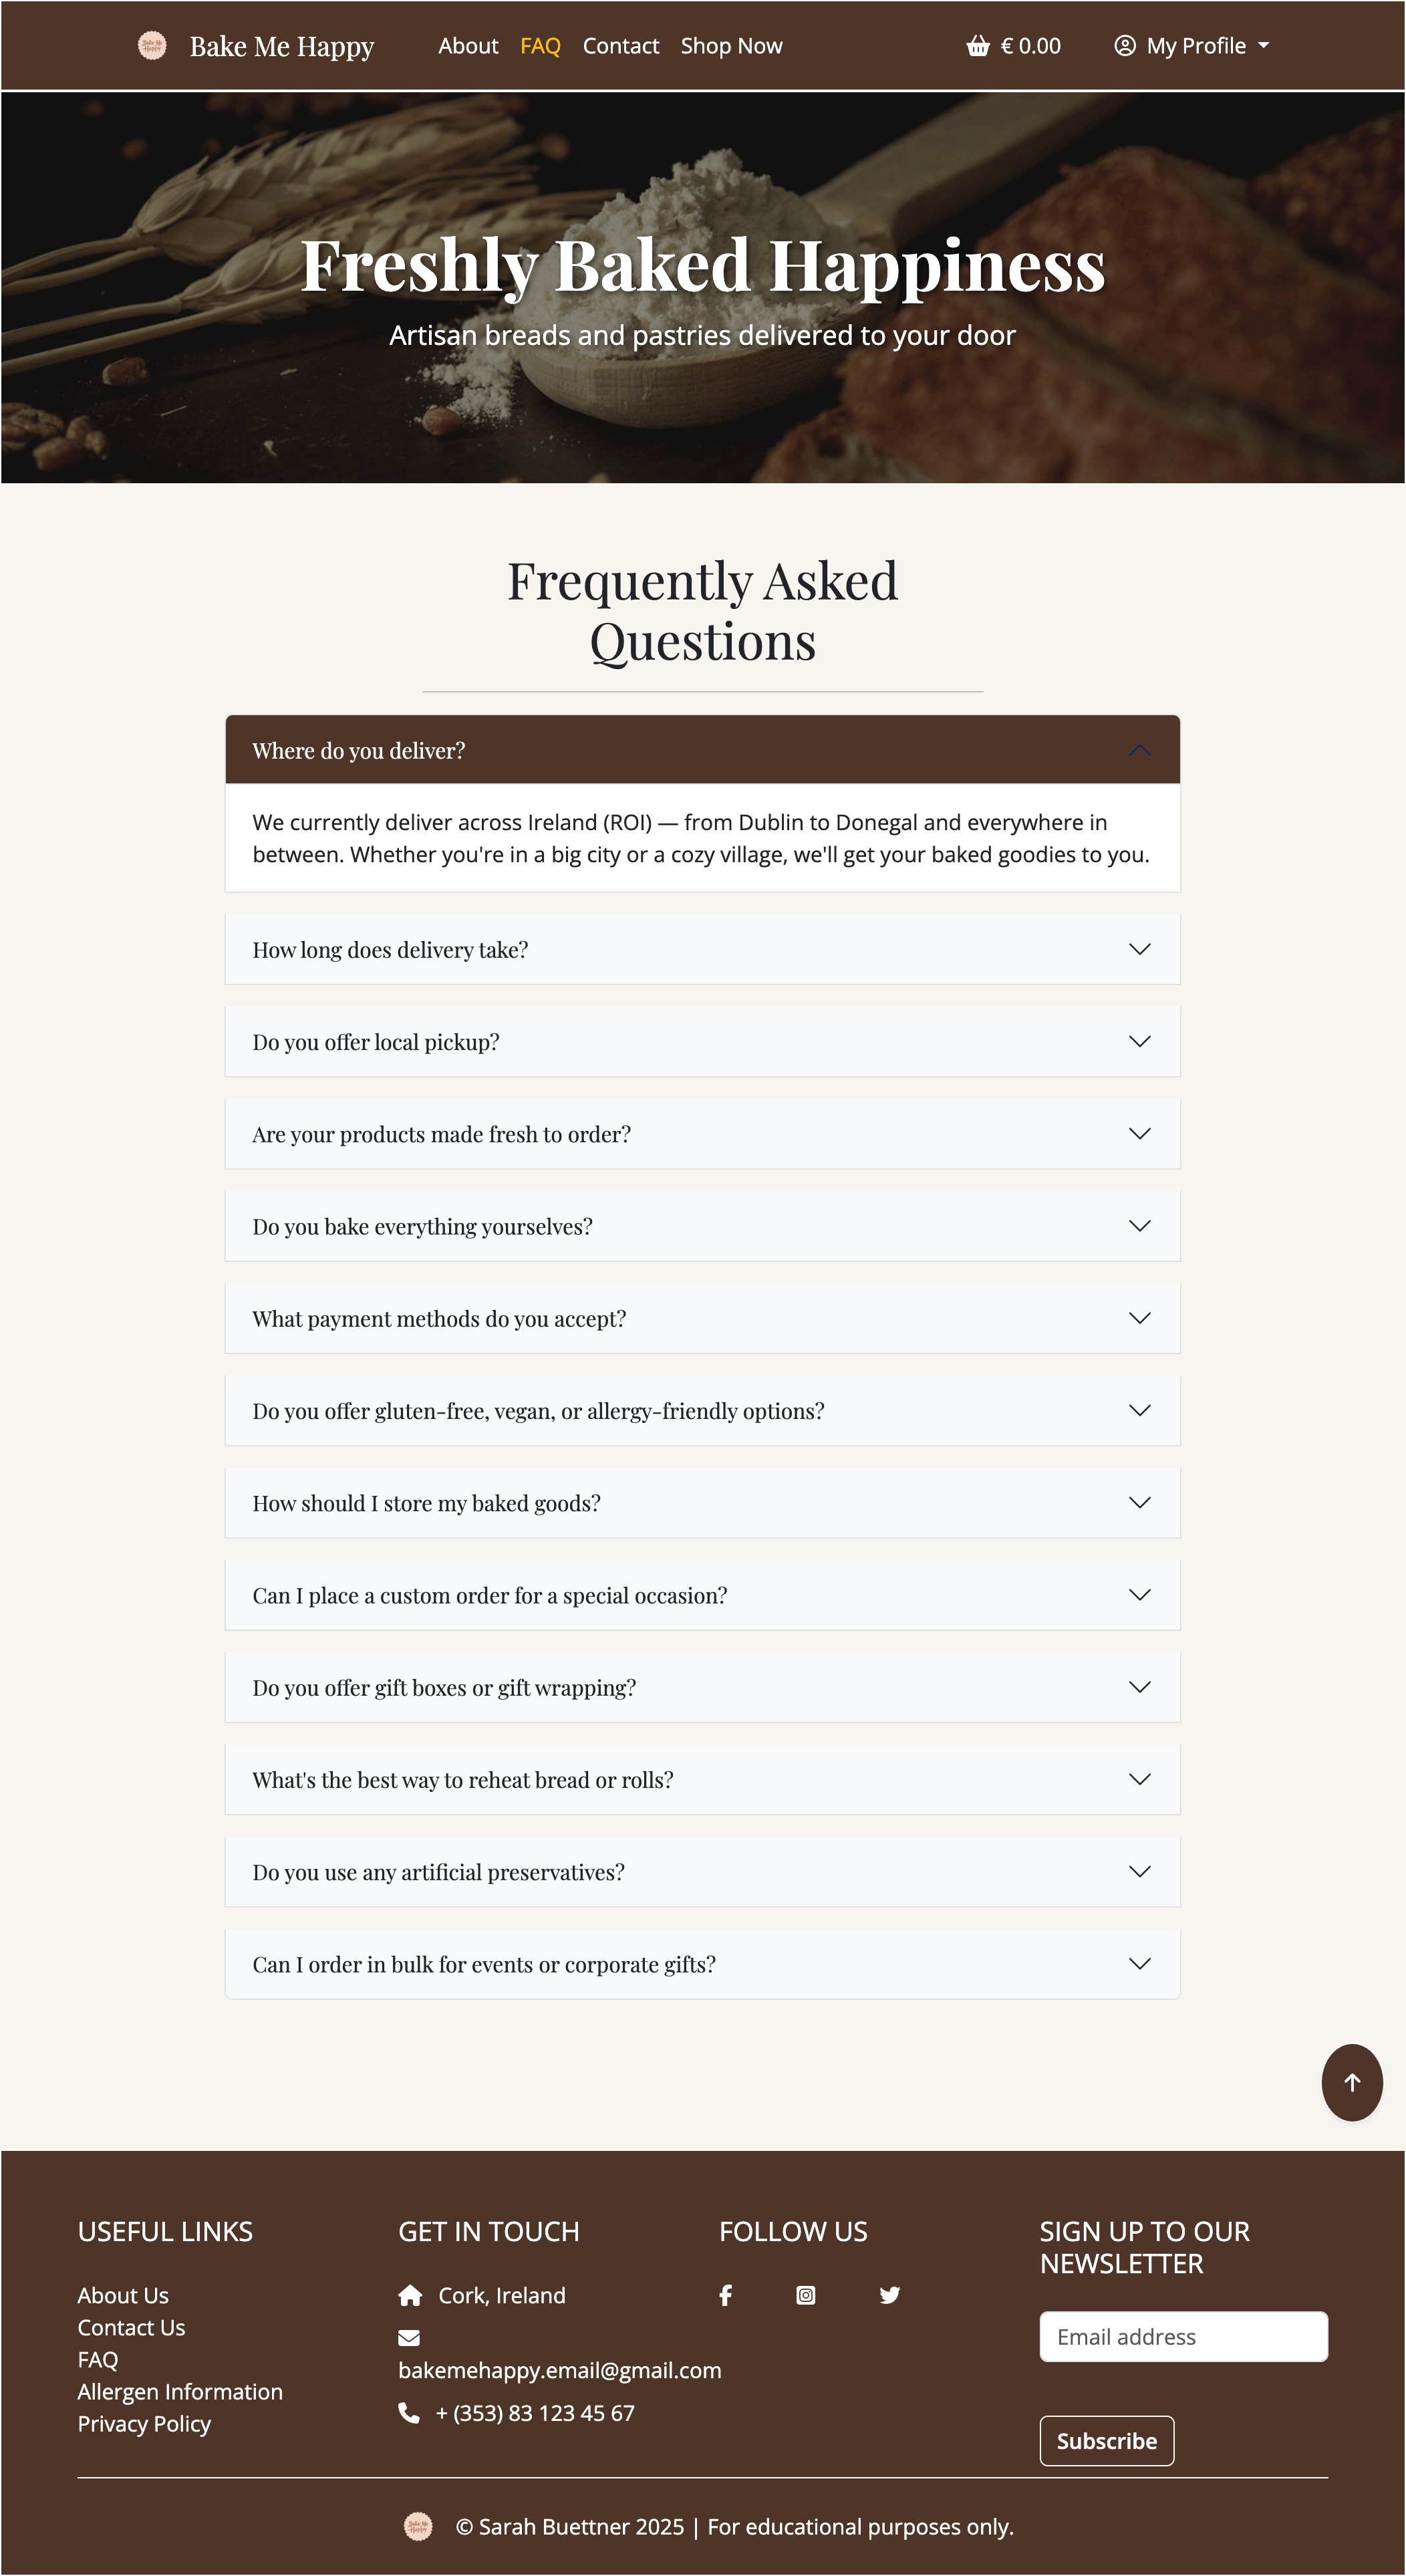 Bake Me Happy
Bake Me Happy About FAQ Contact Shop Now € 0.00 My Profile
Freshly Baked Happiness
Artisan breads and pastries delivered to your door
Frequently Asked
Questions
Where do you deliver?
We currently deliver across Ireland (ROI) — from Dublin to Donegal and everywhere in
between. Whether you're in a big city or a cozy village, we'll get your baked goodies to you.
How long does delivery take?
Do you offer local pickup?
Are your products made fresh to order?
Do you bake everything yourselves?
What payment methods do you accept?
Do you offer gluten-free, vegan, or allergy-friendly options?
How should I store my baked goods?
Can I place a custom order for a special occasion?
Do you offer gift boxes or gift wrapping?
What's the best way to reheat bread or rolls?
Do you use any artificial preservatives?
Can I order in bulk for events or corporate gifts?
USEFUL LINKS
About Us
Contact Us
FAQ
Allergen Information
Privacy Policy
GET IN TOUCH
Cork, Ireland
bakemehappy.email@gmail.com
+ (353) 83 123 45 67
FOLLOW US
SIGN UP TO OUR
NEWSLETTER
Email address
Subscribe
Bake Me Happy
© Sarah Buettner 2025 | For educational purposes only.